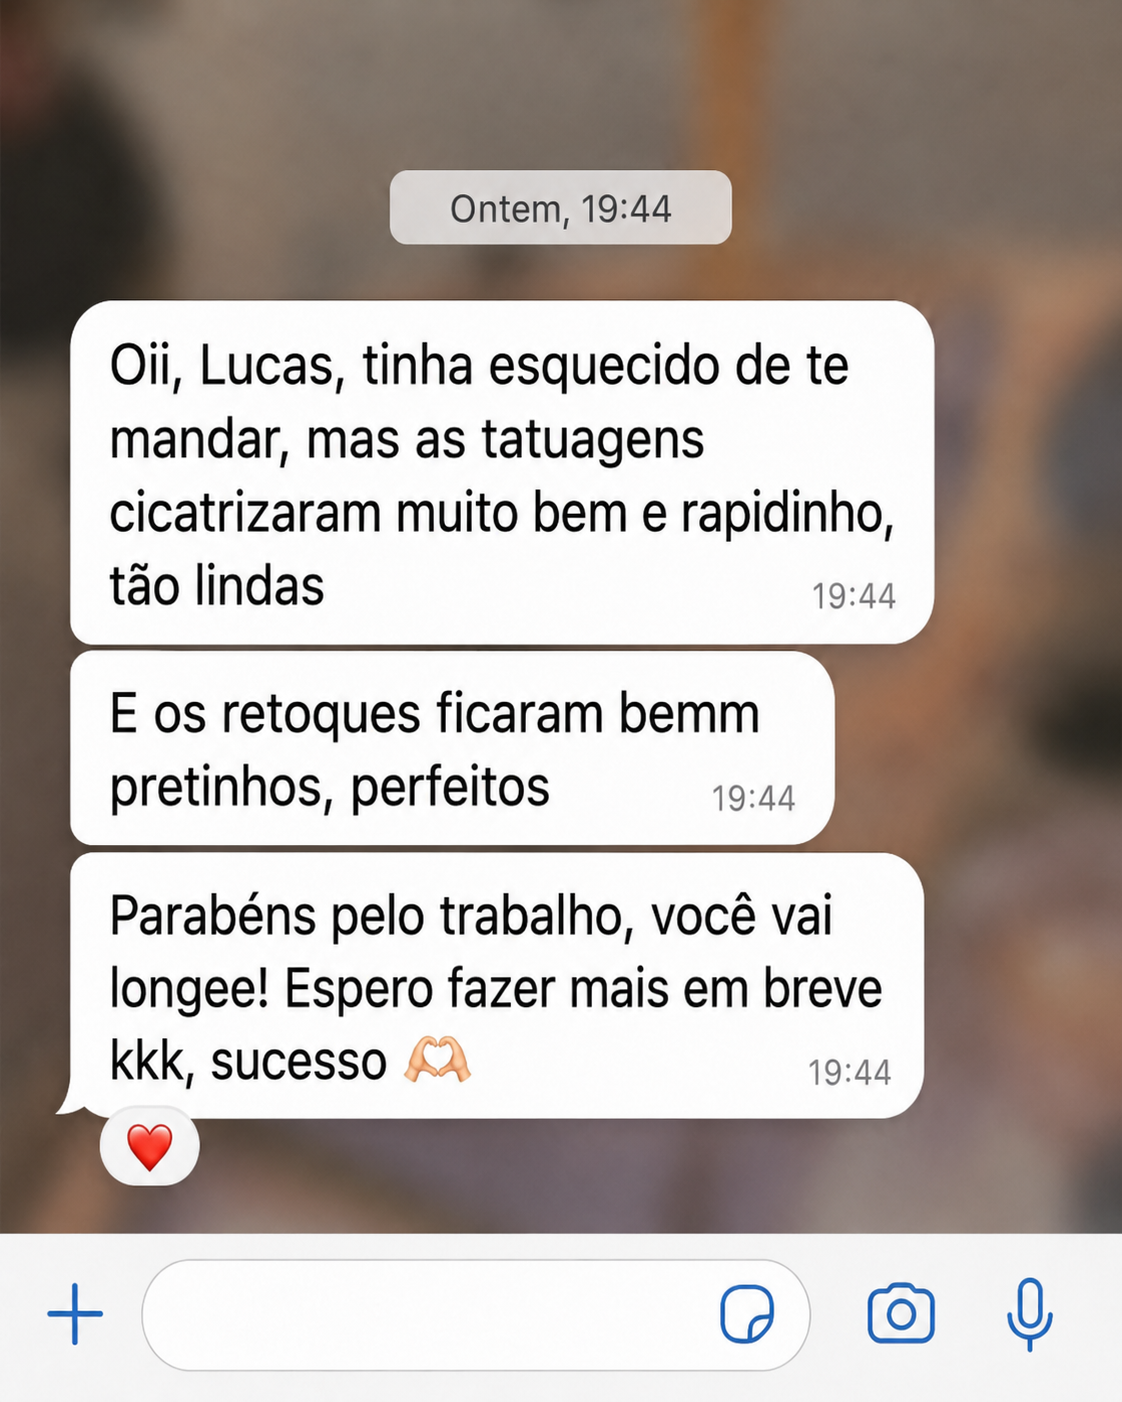 Ontem, 19:44
Oii, Lucas, tinha esquecido de te
mandar, mas as tatuagens
cicatrizaram muito bem e rapidinho,
tão lindas
19:44
E os retoques ficaram bemm
pretinhos, perfeitos
19:44
Parabéns pelo trabalho, você vai
longee! Espero fazer mais em breve
kkk, sucesso 🫶🏻
19:44
❤️